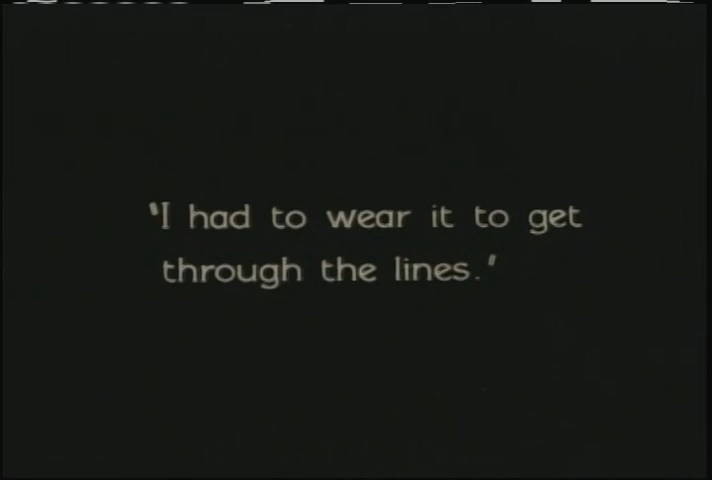 "I had to wear it to get
through the lines."